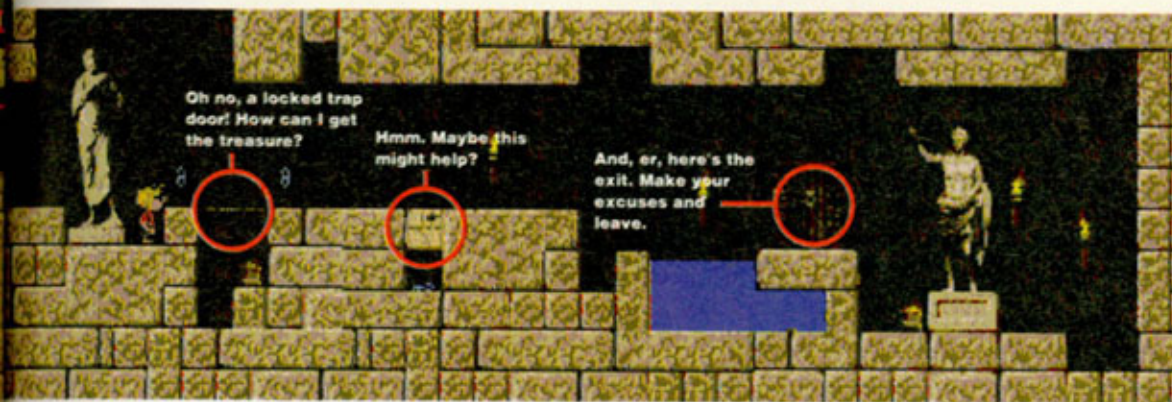 Oh no, a locked trap
door! How can I get
the treasure?
Hmm. Maybe this
might help?
And, er, here's the
exit. Make your
excuses and
leave.